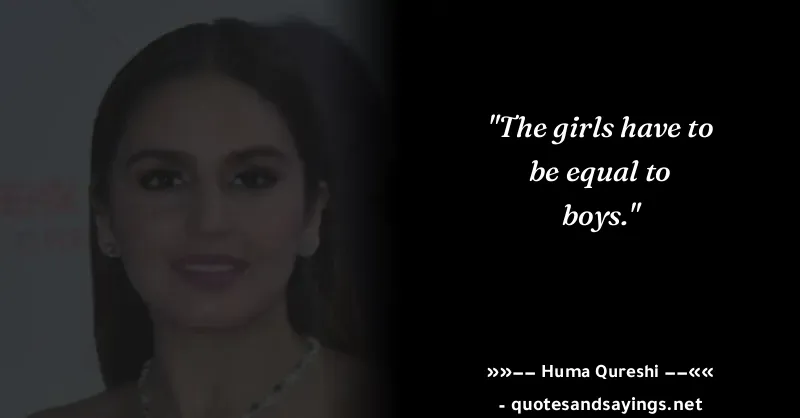 "The girls have to
be equal to
boys."
»»−− Huma Qureshi −−««
- quotesandsayings.net